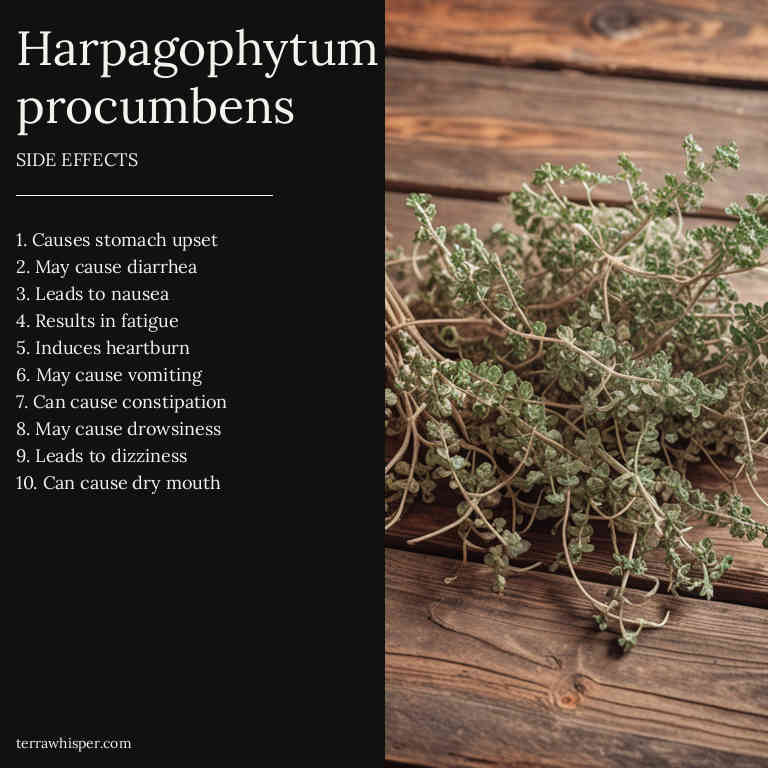 Harpagophytum
procumbens
SIDE EFFECTS
1. Causes stomach upset
2. May cause diarrhea
3. Leads to nausea
4. Results in fatigue
5. Induces heartburn
6. May cause vomiting
7. Can cause constipation
8. May cause drowsiness
9. Leads to dizziness
10. Can cause dry mouth
terrawhisper.com